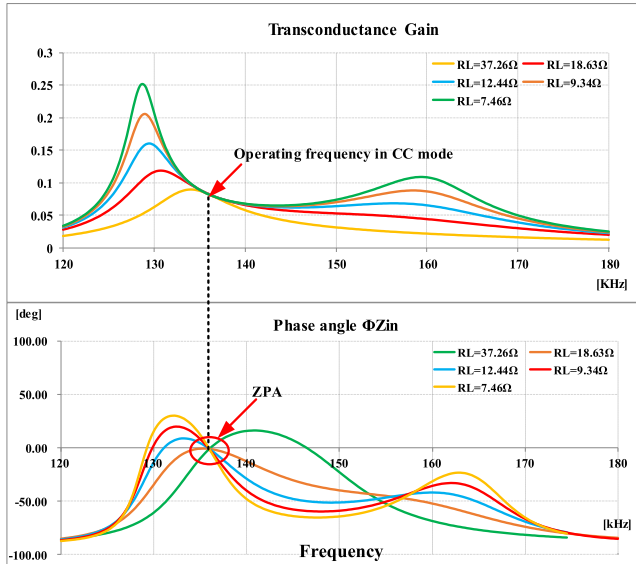 Transconductance Gain
0.3
0.25
0.2
0.15
0.1
0.05
0
RL=37.26Ω RL=18.63Ω
RL=12.44Ω RL=9.34Ω
RL=7.46Ω
Operating frequency in CC mode
120 130 140 150 160 170 180
[KHz]
[deg]
Phase angle ΦZin
100.00
50.00
0.00
-50.00
-100.00
RL=37.26Ω RL=18.63Ω
RL=12.44Ω RL=9.34Ω
RL=7.46Ω
ZPA
120 130 140 150 160 170 180
[kHz]
Frequency